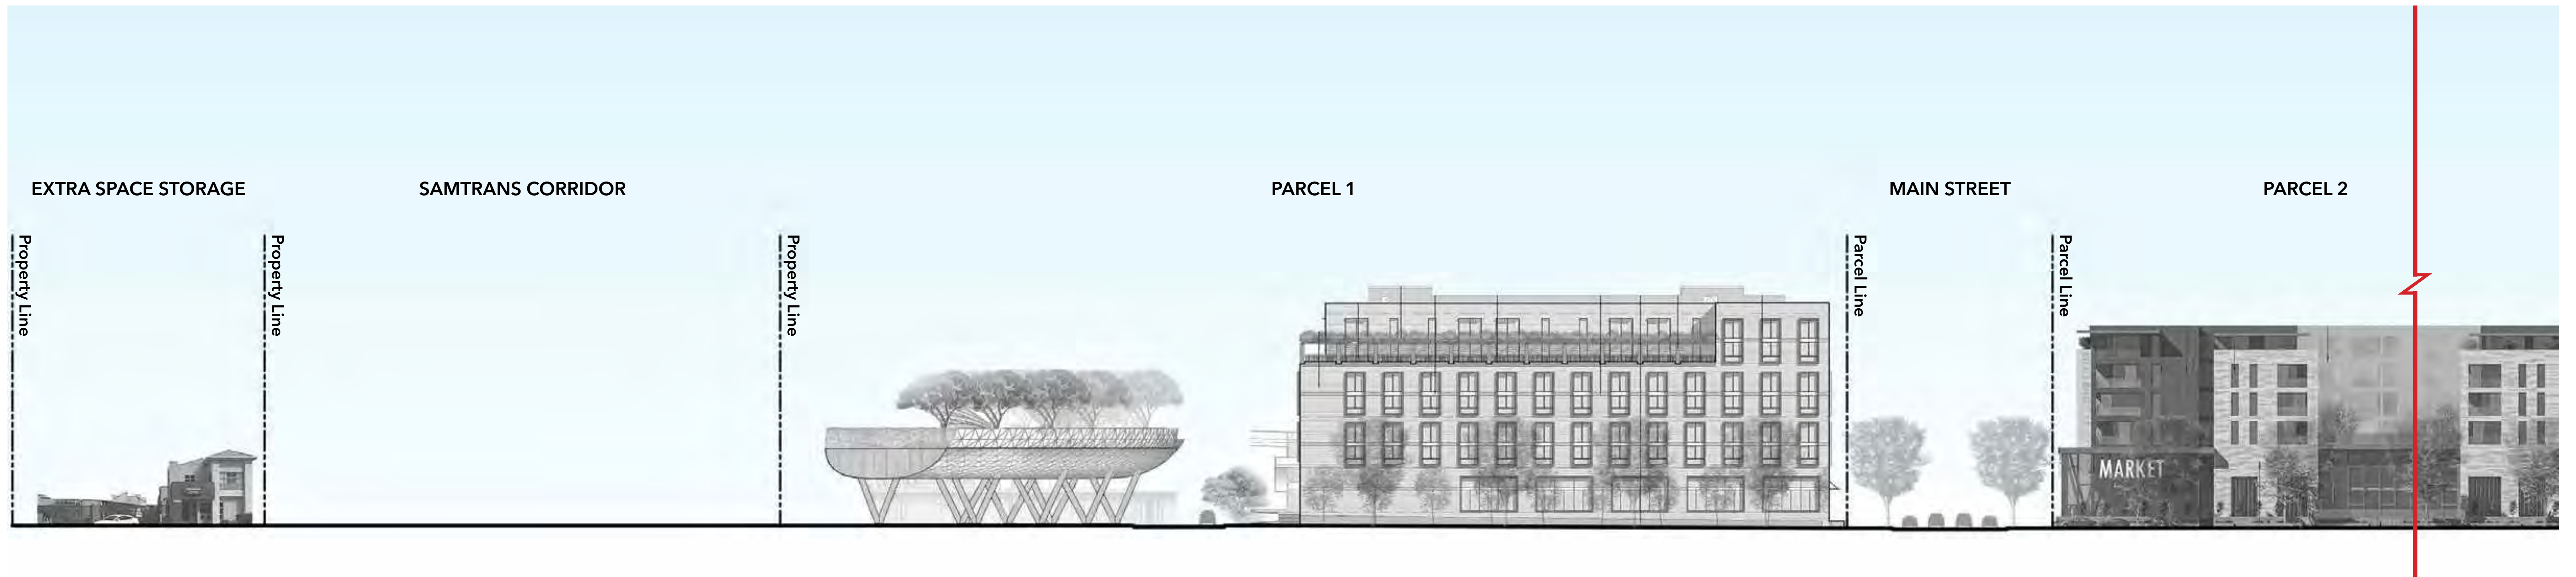 EXTRA SPACE STORAGE
SAMTRANS CORRIDOR
PARCEL 1
MAIN STREET
PARCEL 2
Property Line
Property Line
Property Line
Parcel Line
Parcel Line
MARKET